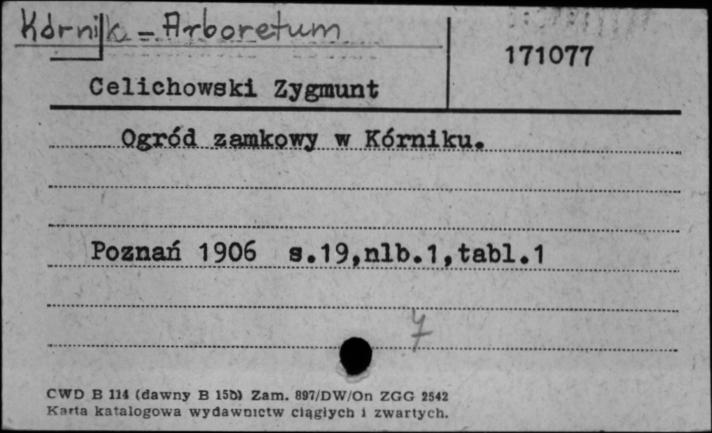 Kórnik - Arboretum
171077
Celichowski Zygmunt
Ogród zamkowy w Kórniku.
Poznań 1906 s.19,nlb.1,tabl.1
7
CWD B 114 (dawny B 15b) Zam. 897/DW/On ZGG 2542
Karta katalogowa wydawnictw ciągłych i zwartych.